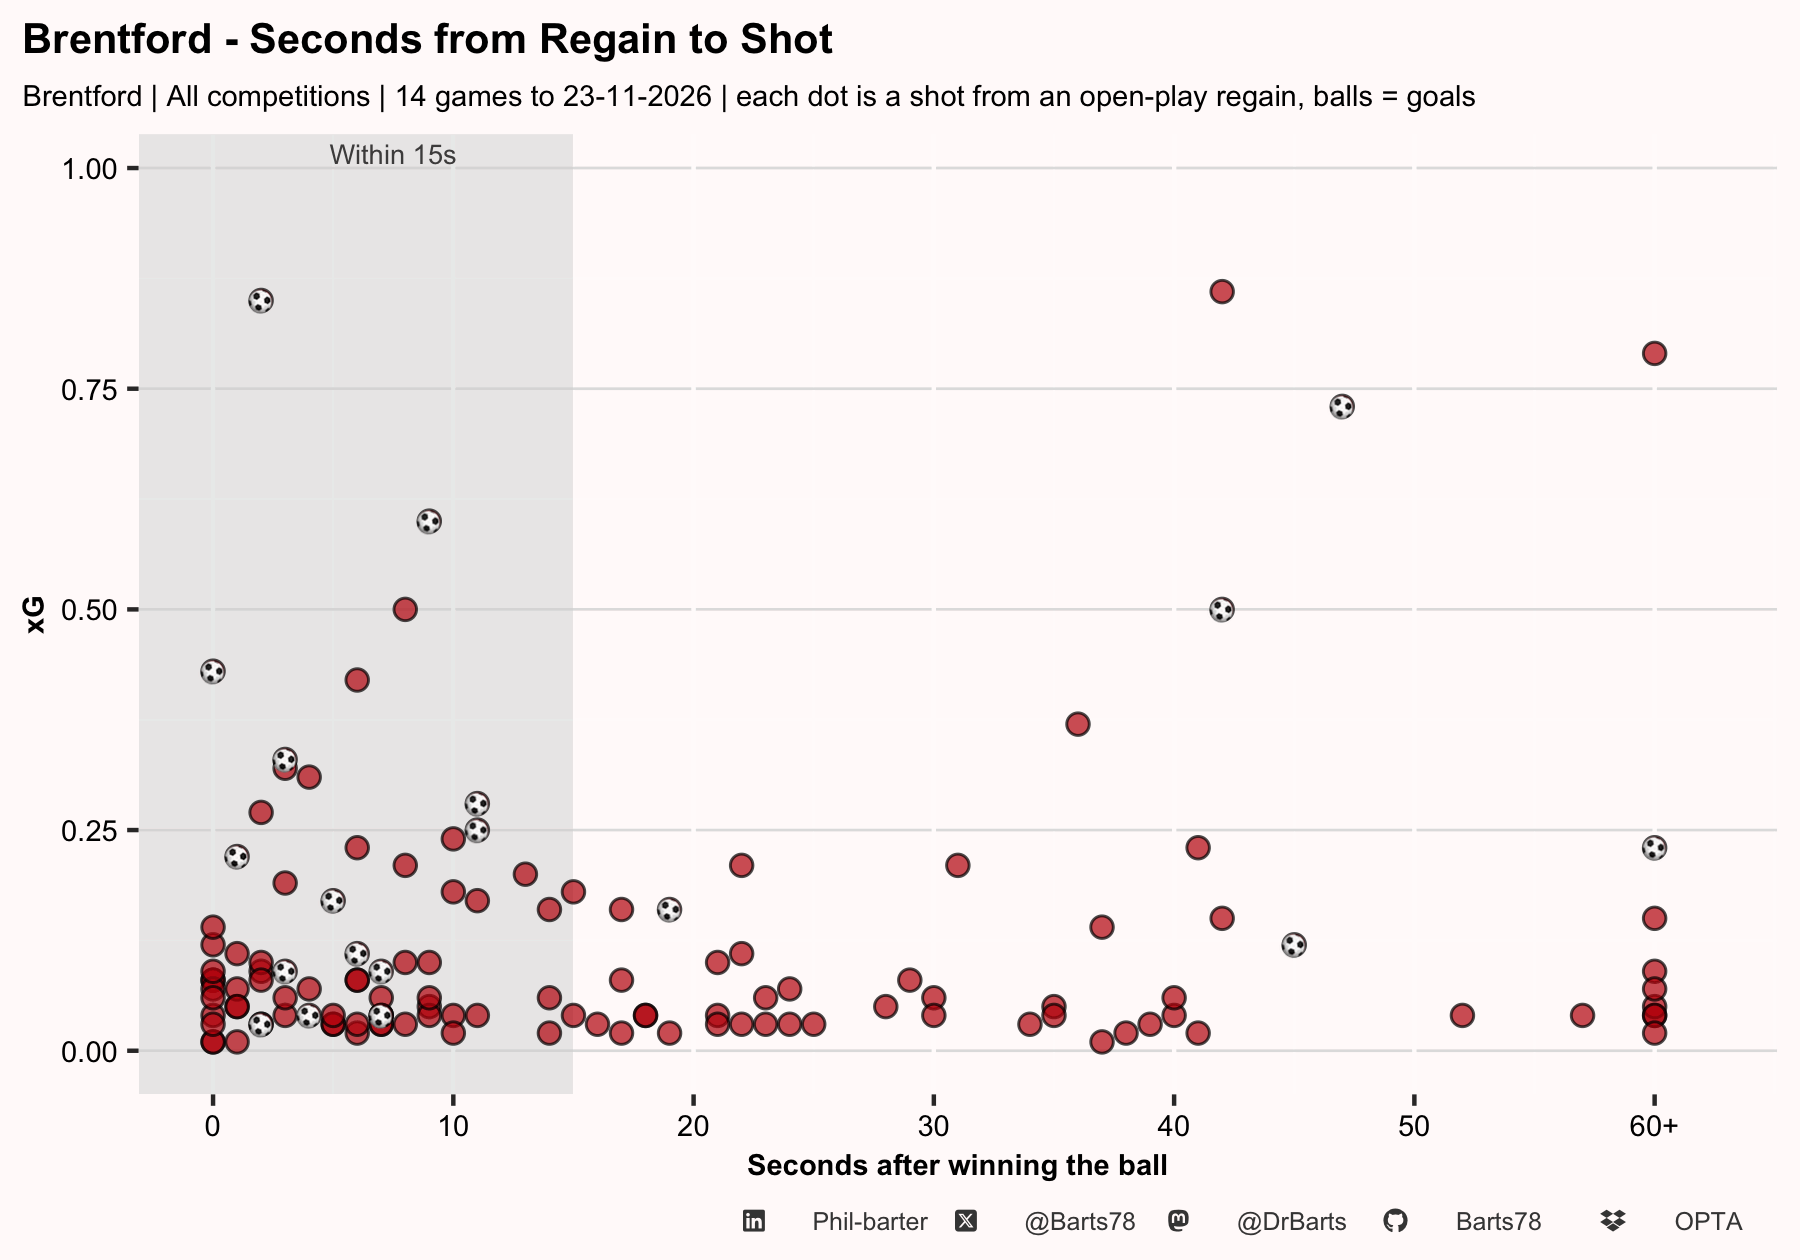 Brentford - Seconds from Regain to Shot
Brentford | All competitions | 14 games to 23-11-2026 | each dot is a shot from an open-play regain, balls = goals
Within 15s
1.00
0.75
0.50
0.25
0.00
xG
0 10 20 30 40 50 60+
Seconds after winning the ball
Phil-barter @Barts78 @DrBarts Barts78 OPTA